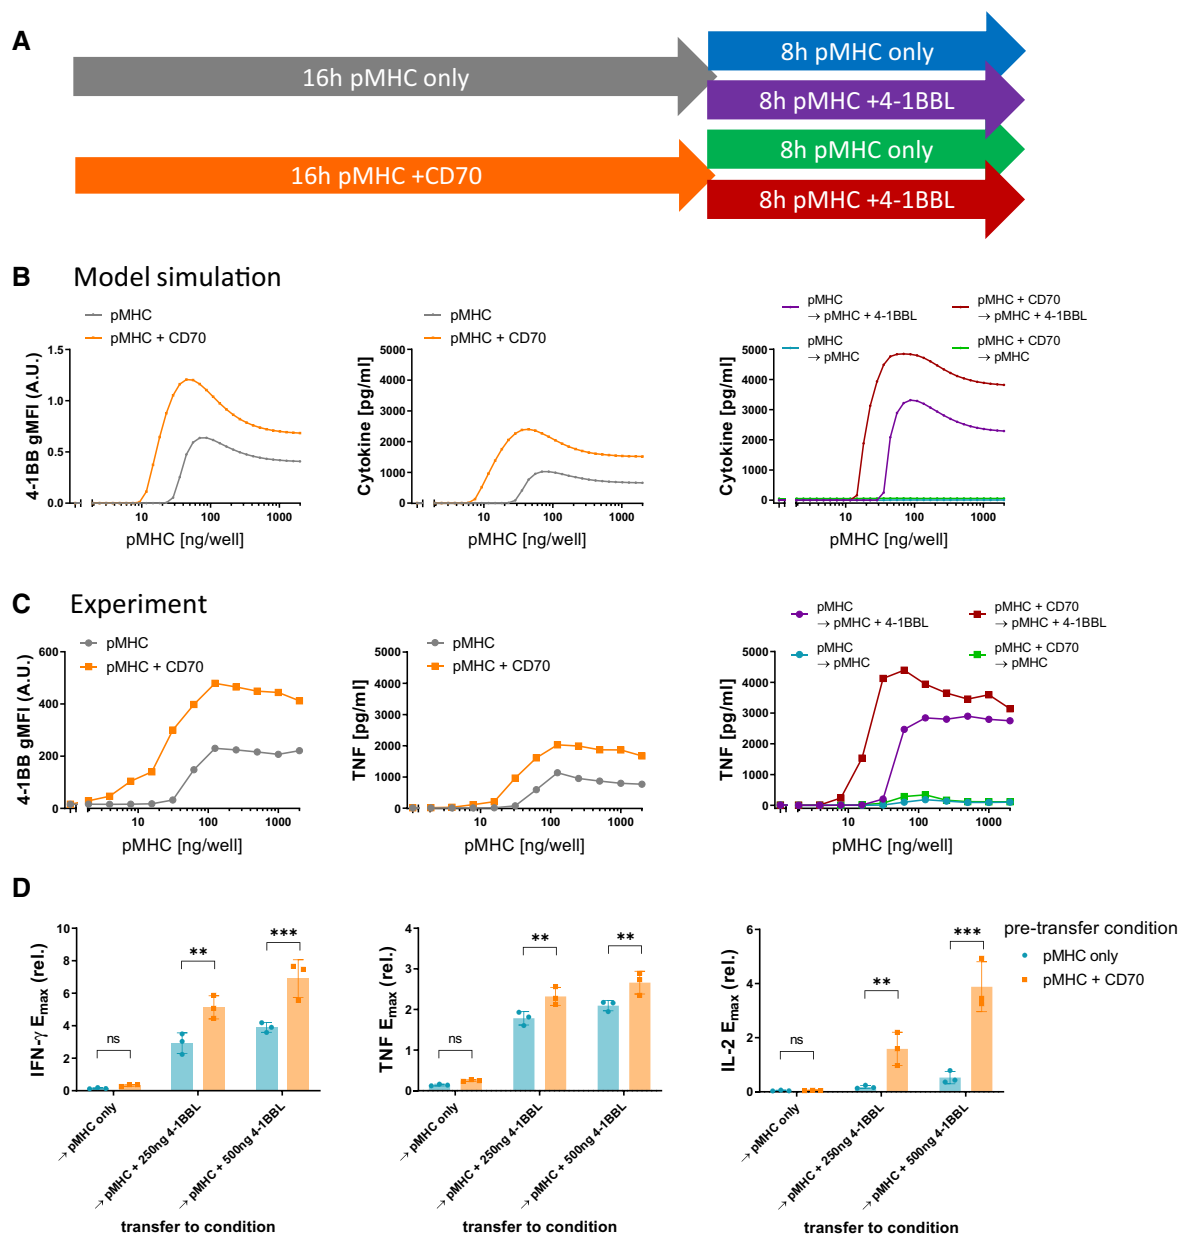 A
16h pMHC only
8h pMHC only
8h pMHC +4-1BBL
16h pMHC +CD70
8h pMHC only
8h pMHC +4-1BBL
B
Model simulation
pMHC
pMHC + CD70
4-1BB gMFI (A.U.)
1.5
1.0
0.5
0.0
10
100
1000
pMHC [ng/well]
pMHC
pMHC + CD70
Cytokine [pg/ml]
5000
4000
3000
2000
1000
0
10
100
1000
pMHC [ng/well]
pMHC
→ pMHC + 4-1BBL
pMHC + CD70
→ pMHC + 4-1BBL
pMHC
→ pMHC
pMHC + CD70
→ pMHC
Cytokine [pg/ml]
5000
4000
3000
2000
1000
0
10
100
1000
pMHC [ng/well]
C
Experiment
pMHC
pMHC + CD70
4-1BB gMFI (A.U.)
600
400
200
0
10
100
1000
pMHC [ng/well]
pMHC
pMHC + CD70
TNF [pg/ml]
5000
4000
3000
2000
1000
0
10
100
1000
pMHC [ng/well]
pMHC
→ pMHC + 4-1BBL
pMHC + CD70
→ pMHC + 4-1BBL
pMHC
→ pMHC
pMHC + CD70
→ pMHC
TNF [pg/ml]
5000
4000
3000
2000
1000
0
10
100
1000
pMHC [ng/well]
D
IFN-γ Emax (rel.)
10
8
6
4
2
0
ns
**
***
→ pMHC only
→ pMHC + 250ng 4-1BBL
→ pMHC + 500ng 4-1BBL
transfer to condition
TNF Emax (rel.)
4
3
2
1
0
ns
**
**
→ pMHC only
→ pMHC + 250ng 4-1BBL
→ pMHC + 500ng 4-1BBL
transfer to condition
IL-2 Emax (rel.)
6
4
2
0
ns
**
***
→ pMHC only
→ pMHC + 250ng 4-1BBL
→ pMHC + 500ng 4-1BBL
transfer to condition
pre-transfer condition
pMHC only
pMHC + CD70